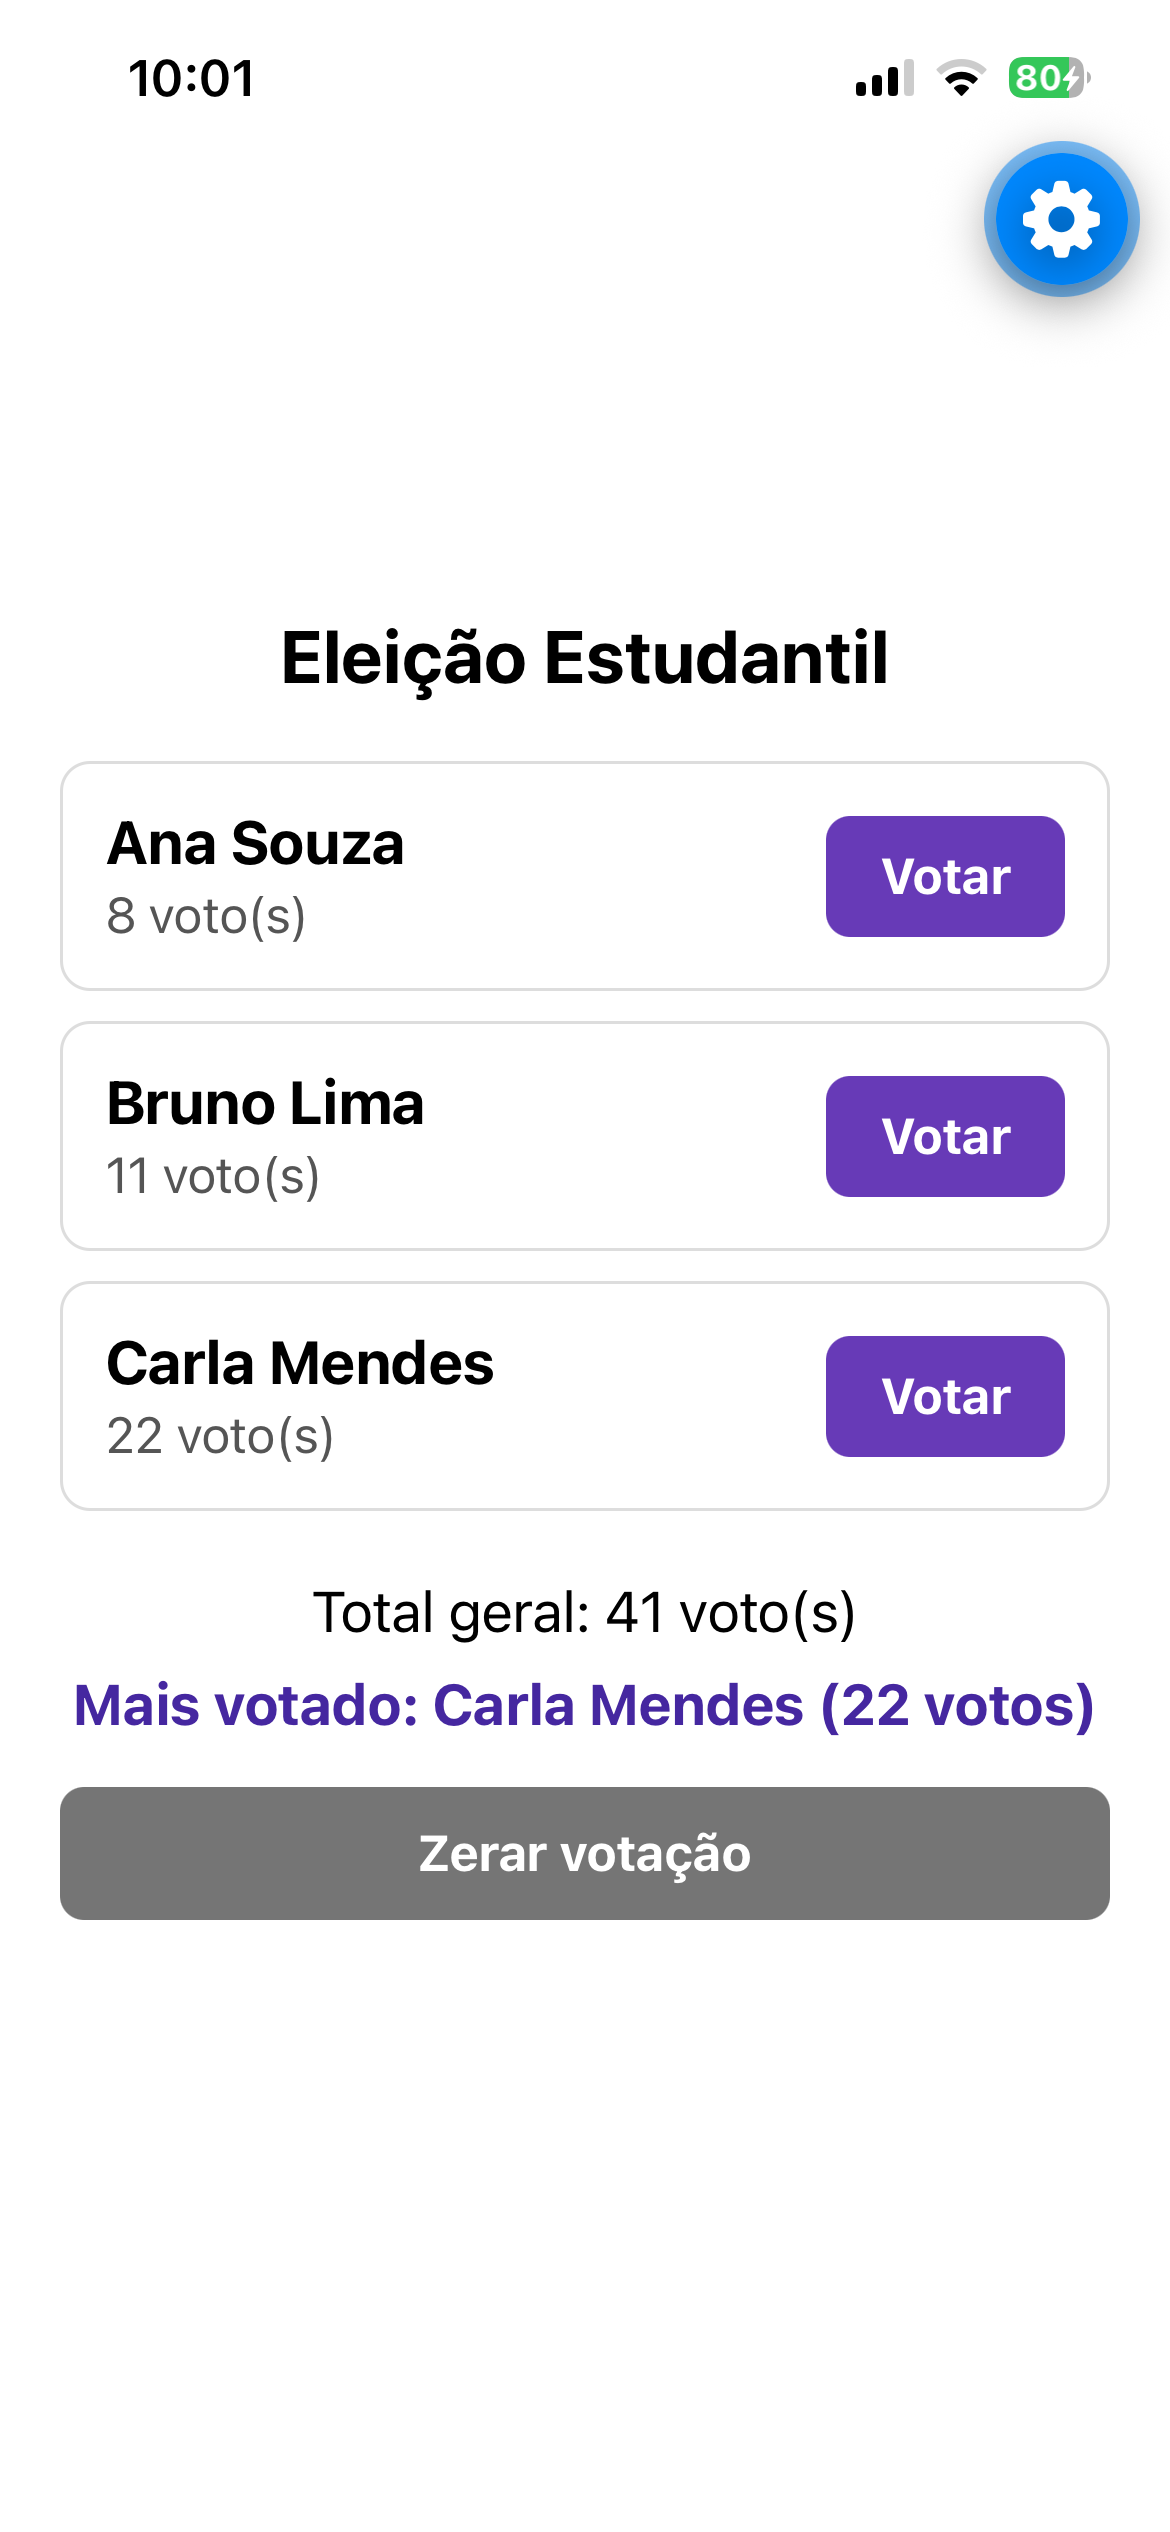 10:01
80
Eleição Estudantil
Ana Souza
8 voto(s)
Votar
Bruno Lima
11 voto(s)
Votar
Carla Mendes
22 voto(s)
Votar
Total geral: 41 voto(s)
Mais votado: Carla Mendes (22 votos)
Zerar votação